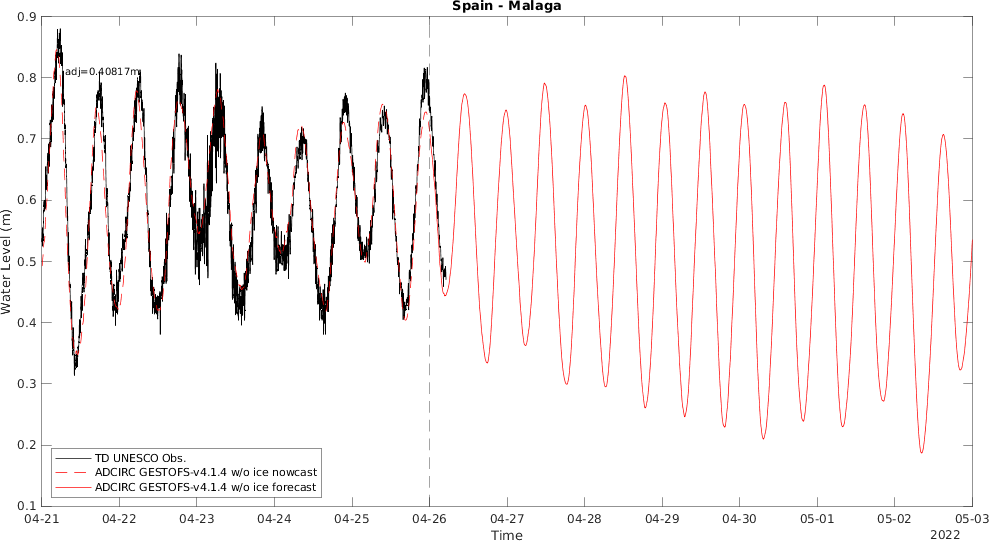 Spain - Malaga
0.9
0.8
0.7
0.6
0.5
0.4
0.3
0.2
0.1
Water Level (m)
adj=0.40817m
TD UNESCO Obs.
ADCIRC GESTOFS-v4.1.4 w/o ice nowcast
ADCIRC GESTOFS-v4.1.4 w/o ice forecast
04-21 04-22 04-23 04-24 04-25 04-26 04-27 04-28 04-29 04-30 05-01 05-02 05-03
Time
2022